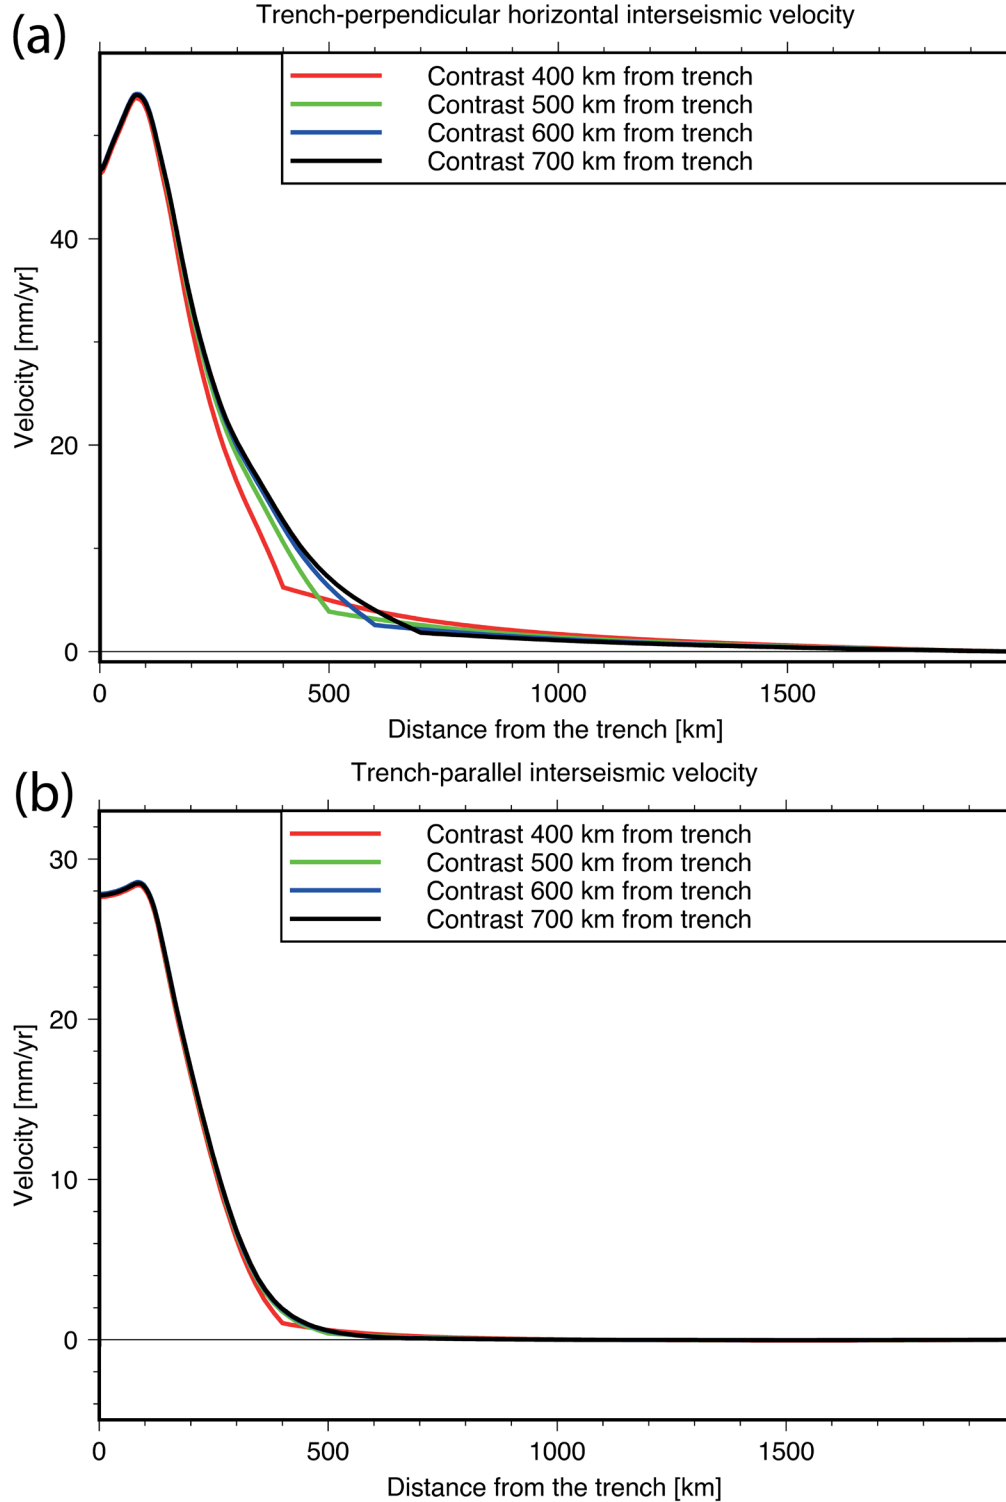 (a)
Trench-perpendicular horizontal interseismic velocity
Contrast 400 km from trench
Contrast 500 km from trench
Contrast 600 km from trench
Contrast 700 km from trench
Velocity [mm/yr]
40
20
0
0 500 1000 1500
Distance from the trench [km]
(b)
Trench-parallel interseismic velocity
Contrast 400 km from trench
Contrast 500 km from trench
Contrast 600 km from trench
Contrast 700 km from trench
Velocity [mm/yr]
30
20
10
0
0 500 1000 1500
Distance from the trench [km]